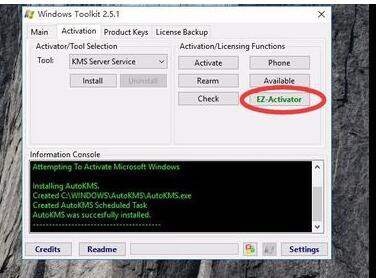 Windows Toolkit 2.5.1
Main Activation Product Keys License Backup
Activator/Tool Selection
Tool: KMS Server Service
Install Uninstall
Activation/Licensing Functions
Activate Phone
Rearm Available
Check EZ-Activator
Information Console
Attempting To Activate Microsoft Windows
Installing AutoKMS.
Created C:\WINDOWS\AutoKMS\AutoKMS.exe
Created AutoKMS Scheduled Task
AutoKMS was succesfully installed.
----------------------------------------
Credits Readme Settings